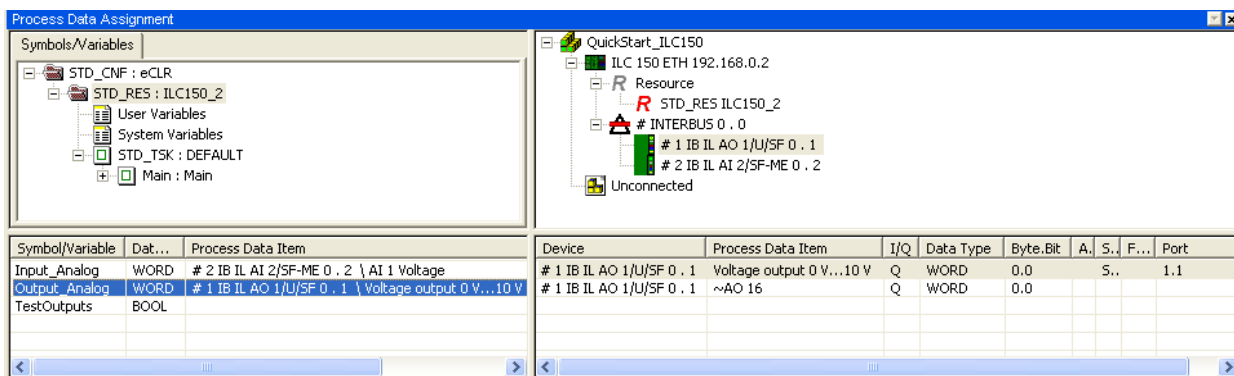 Process Data Assignment
Symbols/Variables
STD_CNF : eCLR
STD_RES : ILC150_2
User Variables
System Variables
STD_TSK : DEFAULT
Main : Main
QuickStart_ILC150
ILC 150 ETH 192.168.0.2
R Resource
R STD_RES ILC150_2
# INTERBUS 0 . 0
# 1 IB IL AO 1/U/SF 0 . 1
# 2 IB IL AI 2/SF-ME 0 . 2
Unconnected
Symbol/Variable Dat... Process Data Item
Input_Analog WORD # 2 IB IL AI 2/SF-ME 0 . 2 \ AI 1 Voltage
Output_Analog WORD # 1 IB IL AO 1/U/SF 0 . 1 \ Voltage output 0 V...10 V
TestOutputs BOOL
Device Process Data Item I/Q Data Type Byte.Bit A. S.. F... Port
# 1 IB IL AO 1/U/SF 0 . 1 Voltage output 0 V...10 V Q WORD 0.0 S.. 1.1
# 1 IB IL AO 1/U/SF 0 . 1 ~AO 16 Q WORD 0.0